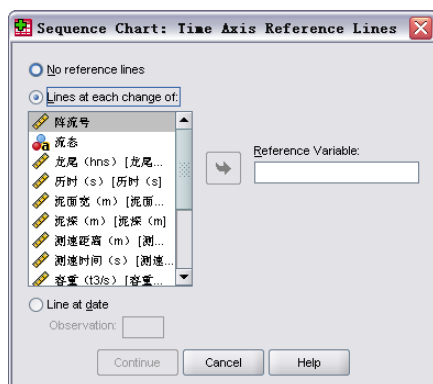 Sequence Chart: Time Axis Reference Lines
No reference lines
Lines at each change of:
阵流号
流态
龙尾（hns）[龙尾...
历时（s）[历时（s]
泥面宽（m）[泥面...
泥深（m）[泥深（m]
测速距离（m）[测...
测速时间（s）[测速...
容重（t3/s）[容重...
Reference Variable:
Line at date
Observation:
Continue
Cancel
Help